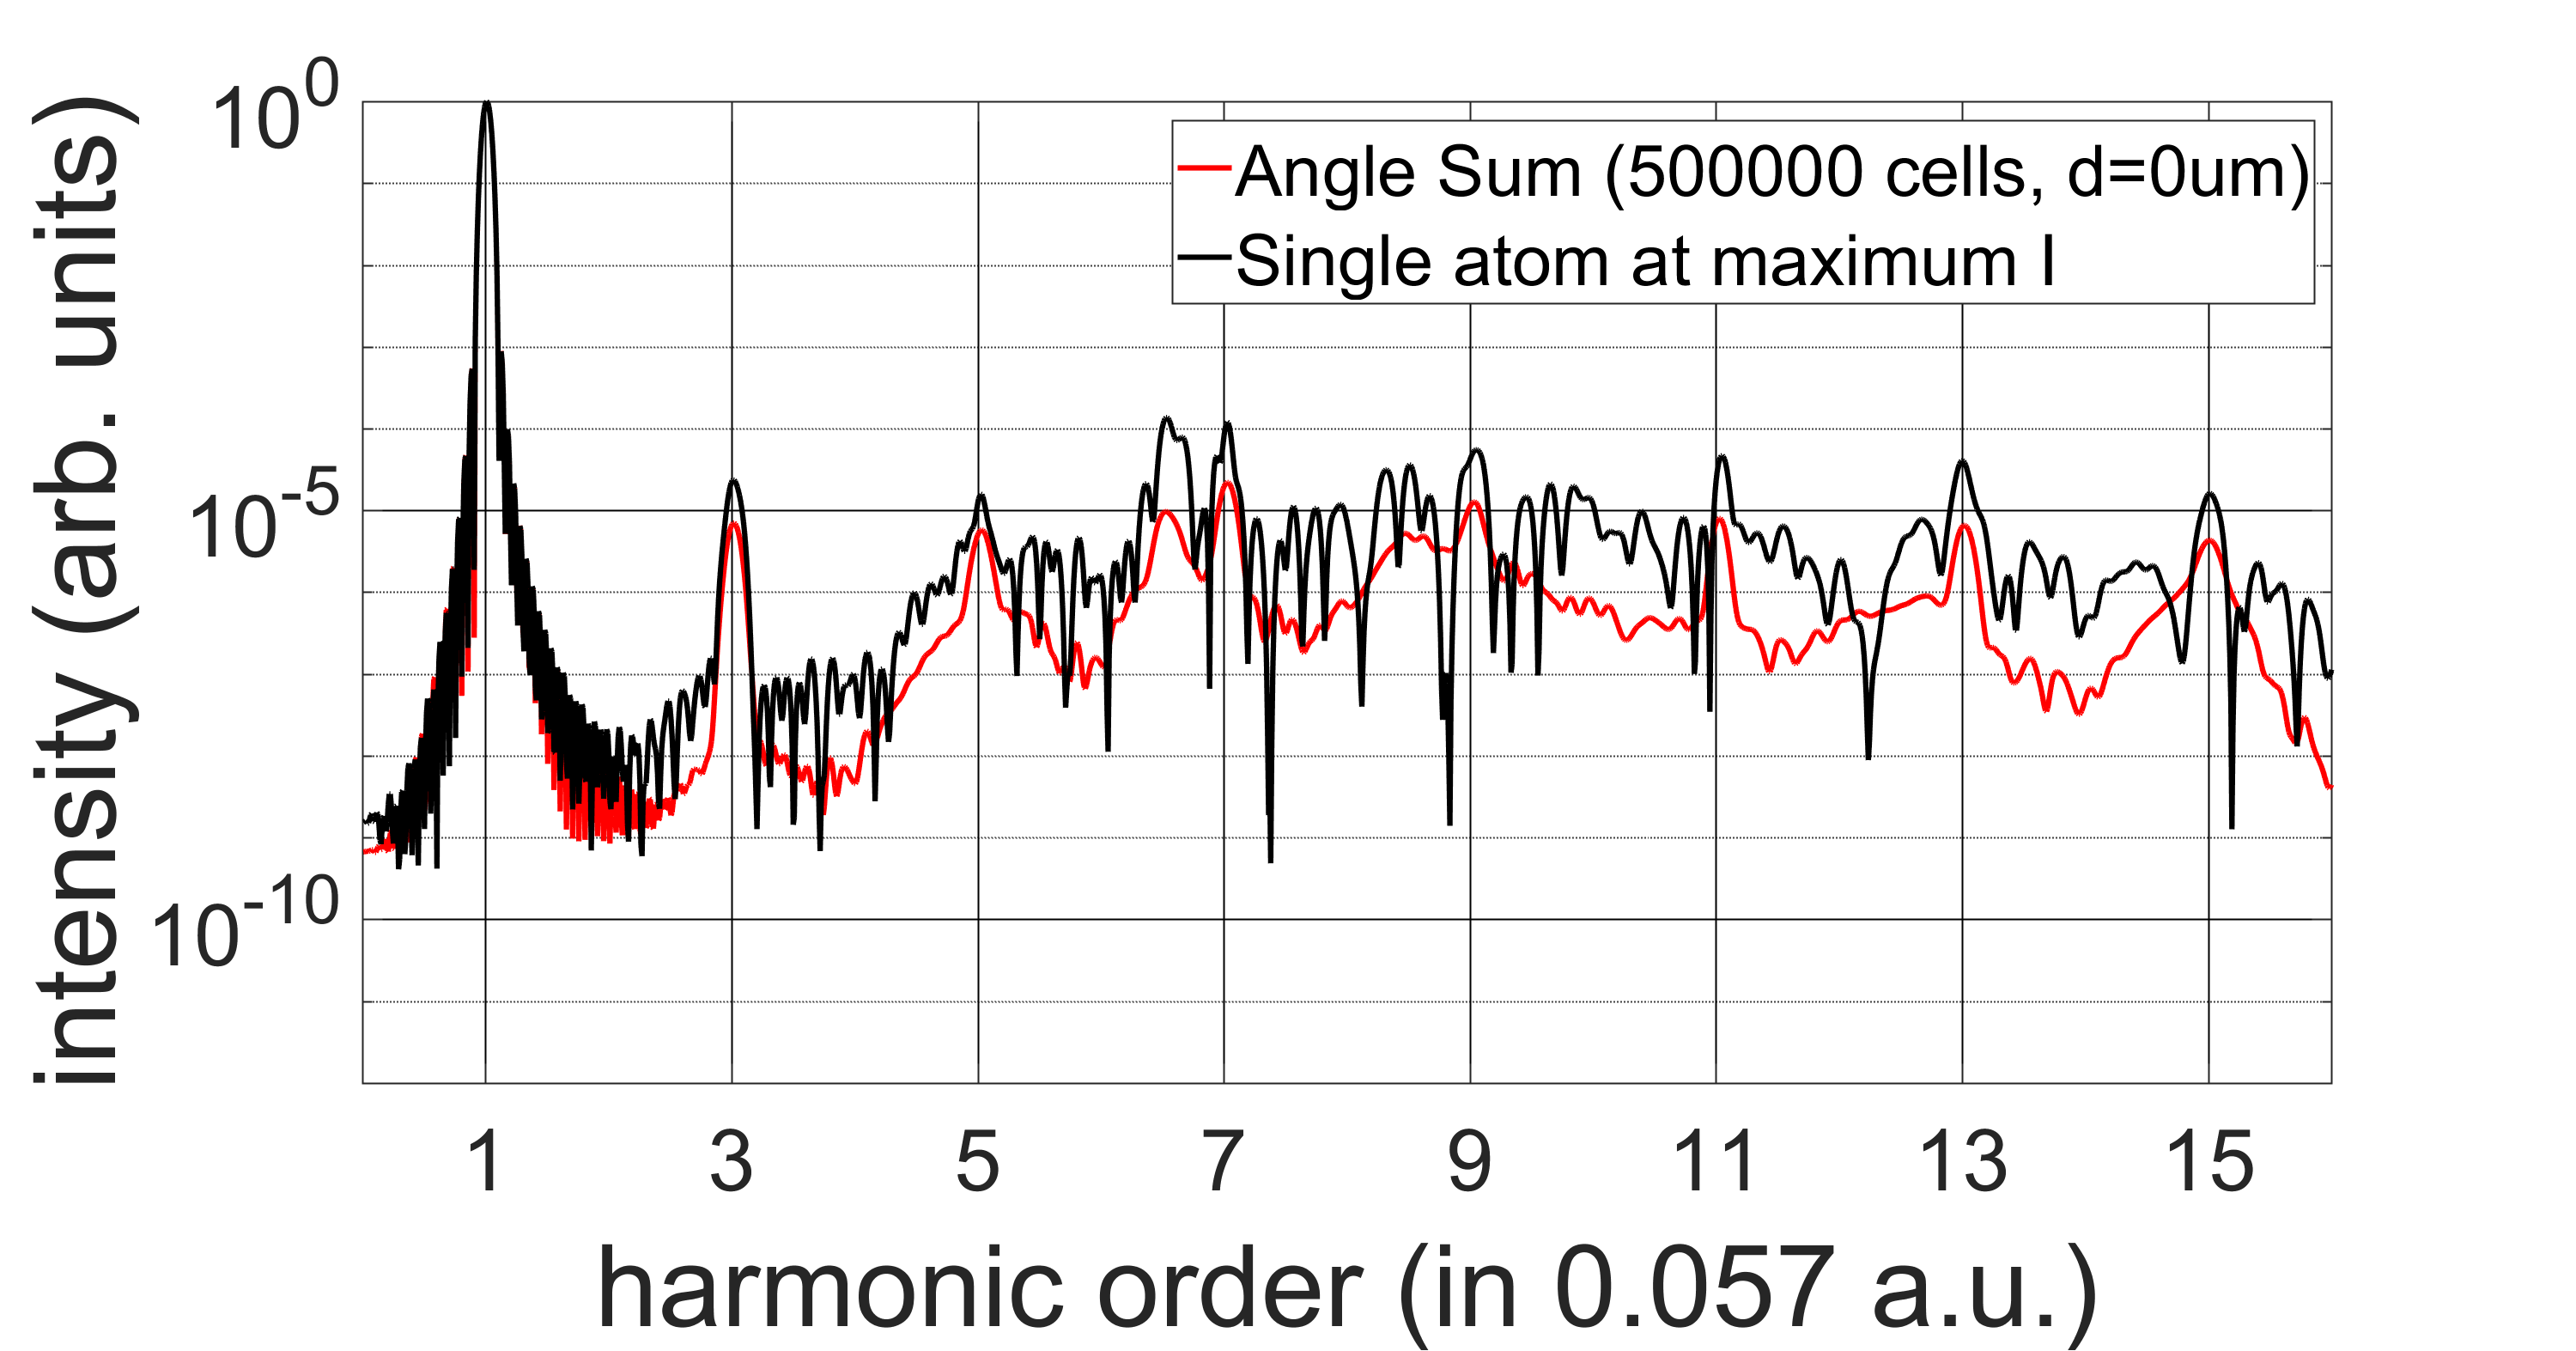 intensity (arb. units)
10^0
10^-5
10^-10
Angle Sum (500000 cells, d=0um)
Single atom at maximum I
1 3 5 7 9 11 13 15
harmonic order (in 0.057 a.u.)